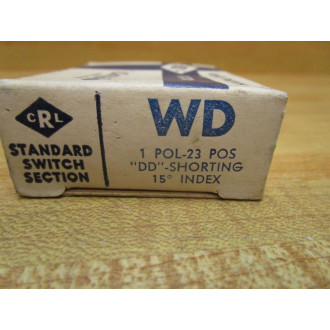 CRL
STANDARD
SWITCH
SECTION
WD
1 POL-23 POS
"DD"-SHORTING
15° INDEX